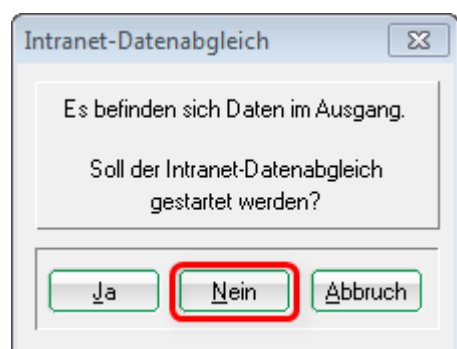 Intranet-Datenabgleich
Es befinden sich Daten im Ausgang.
Soll der Intranet-Datenabgleich
gestartet werden?
Ja Nein Abbruch